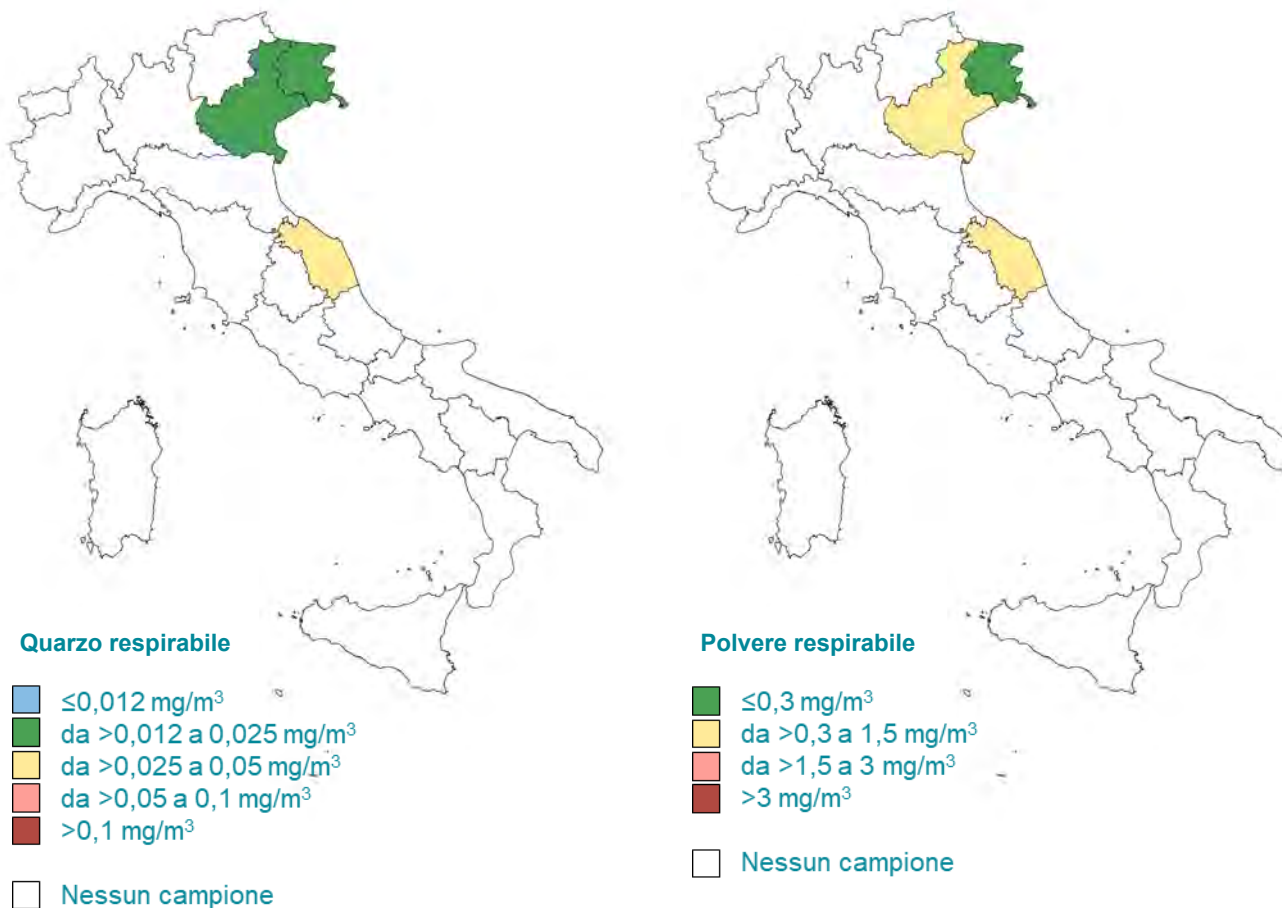 Quarzo respirabile
≤0,012 mg/m³
da >0,012 a 0,025 mg/m³
da >0,025 a 0,05 mg/m³
da >0,05 a 0,1 mg/m³
>0,1 mg/m³
Nessun campione
Polvere respirabile
≤0,3 mg/m³
da >0,3 a 1,5 mg/m³
da >1,5 a 3 mg/m³
>3 mg/m³
Nessun campione